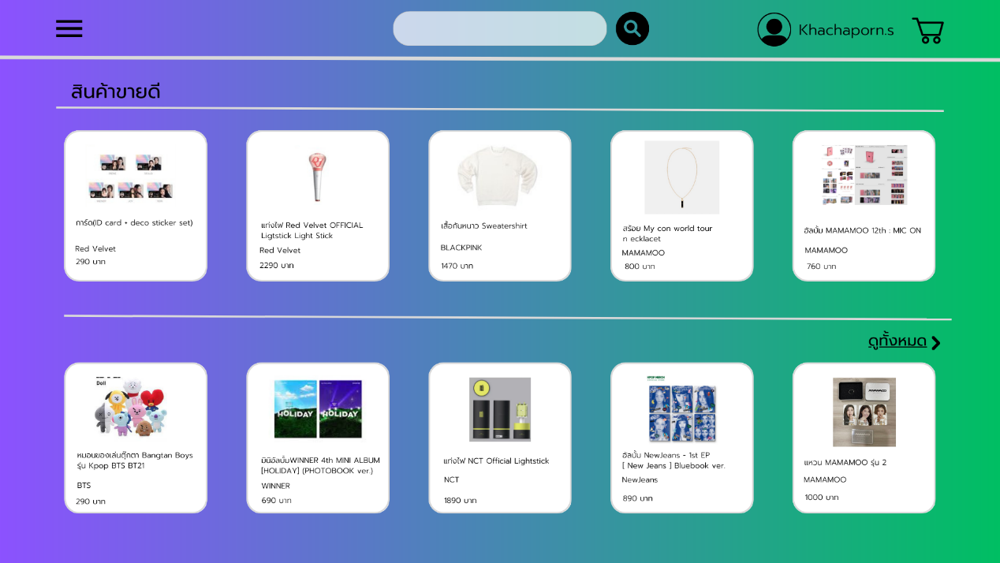 Khachaporn.s
สินค้าขายดี
การ์ด(ID card + deco sticker set)
Red Velvet
290 บาท
แท่งไฟ Red Velvet OFFICIAL
Ligtstick Light Stick
Red Velvet
2290 บาท
เสื้อกันหนาว Sweatershirt
BLACKPINK
1470 บาท
สร้อย My con world tour
n ecklacet
MAMAMOO
800 บาท
อัลบั้ม MAMAMOO 12th : MIC ON
MAMAMOO
760 บาท
ดูทั้งหมด
Doll
หมอนของเล่นตุ๊กตา Bangtan Boys
รุ่น Kpop BTS BT21
BTS
290 บาท
HOLIDAY
HOLIDAY
มินิอัลบั้มWINNER 4th MINI ALBUM
[HOLIDAY] (PHOTOBOOK ver.)
WINNER
690 บาท
แท่งไฟ NCT Official Lightstick
NCT
1890 บาท
KPOP MERCH
อัลบั้ม NewJeans - 1st EP
[ New Jeans ] Bluebook ver.
NewJeans
890 บาท
MAMAMOO
แหวน MAMAMOO รุ่น 2
MAMAMOO
1000 บาท